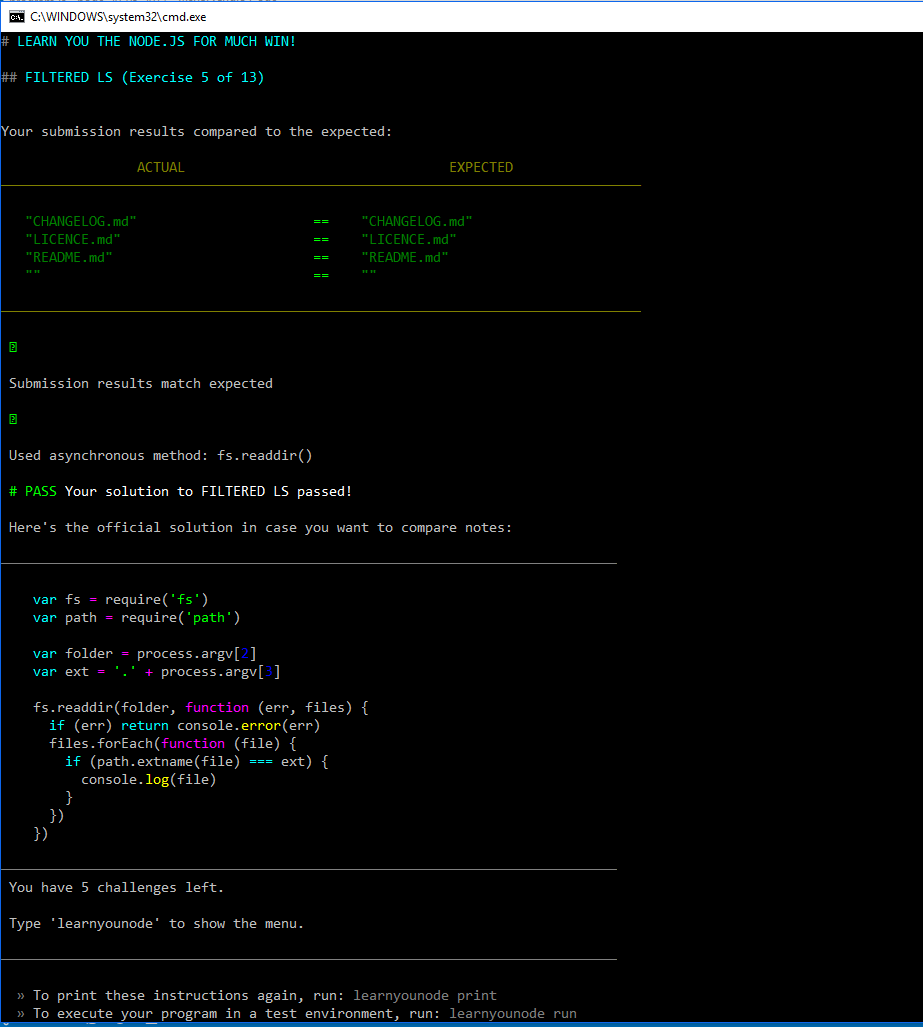 C:\WINDOWS\system32\cmd.exe
# LEARN YOU THE NODE.JS FOR MUCH WIN!
## FILTERED LS (Exercise 5 of 13)
Your submission results compared to the expected:
ACTUAL EXPECTED
"CHANGELOG.md" == "CHANGELOG.md"
"LICENCE.md" == "LICENCE.md"
"README.md" == "README.md"
"" == ""
Submission results match expected
Used asynchronous method: fs.readdir()
# PASS Your solution to FILTERED LS passed!
Here's the official solution in case you want to compare notes:
var fs = require('fs')
var path = require('path')
var folder = process.argv[2]
var ext = '.' + process.argv[3]
fs.readdir(folder, function (err, files) {
if (err) return console.error(err)
files.forEach(function (file) {
if (path.extname(file) === ext) {
console.log(file)
}
})
})
You have 5 challenges left.
Type 'learnyounode' to show the menu.
» To print these instructions again, run: learnyounode print
» To execute your program in a test environment, run: learnyounode run